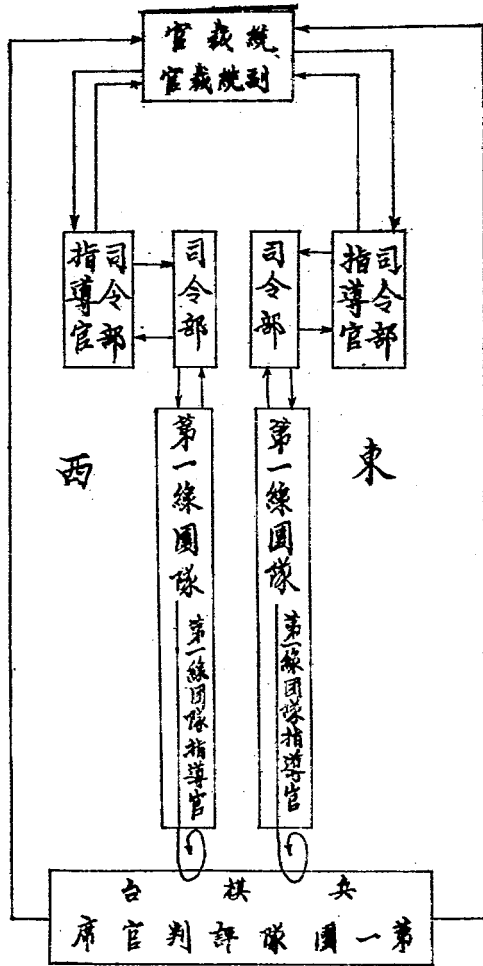 統裁官
副統裁官
司令部
指導官
司令部
司令部
司令部
指導官
東
西
第一線團隊
第一線团隊指導官
第一線團隊
第一線团隊指導官
兵棋台
第一團隊評判官席